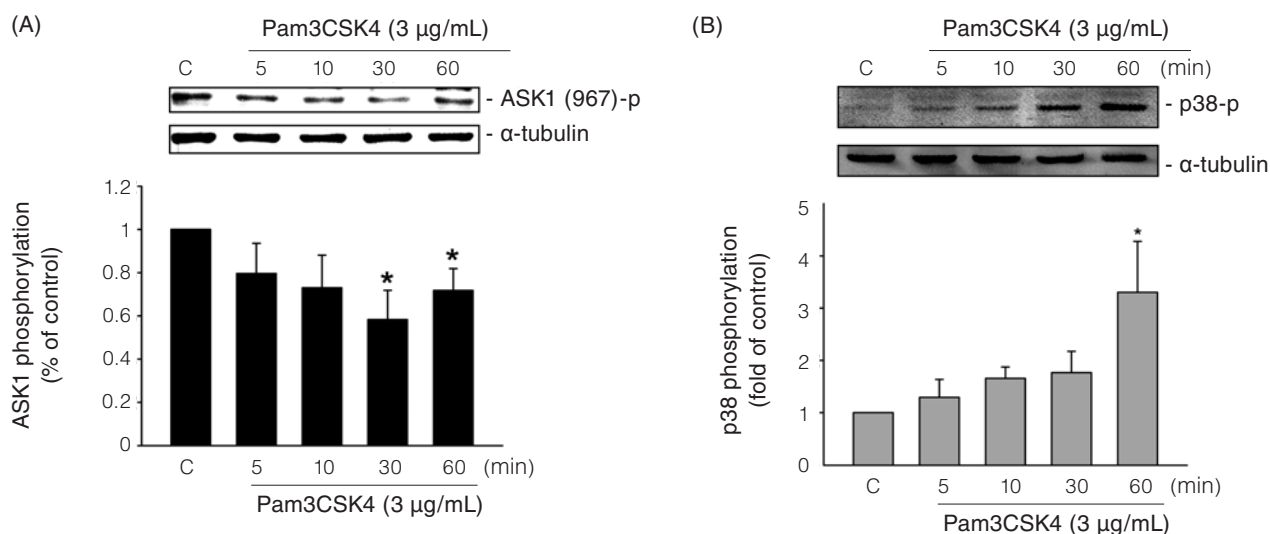 (A)
Pam3CSK4 (3 μg/mL)
C 5 10 30 60
- ASK1 (967)-p
- α-tubulin
ASK1 phosphorylation
(% of control)
1.2
1
0.8
0.6
0.4
0.2
0
* *
C 5 10 30 60 (min)
Pam3CSK4 (3 μg/mL)
(B)
Pam3CSK4 (3 μg/mL)
C 5 10 30 60 (min)
- p38-p
- α-tubulin
p38 phosphorylation
(fold of control)
5
4
3
2
1
0
*
C 5 10 30 60 (min)
Pam3CSK4 (3 μg/mL)